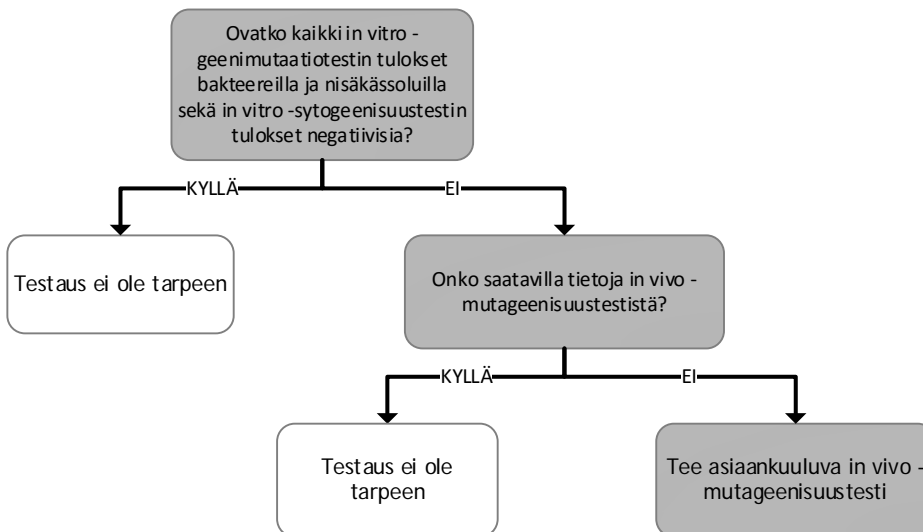 Ovatko kaikki in vitro -
geenimutaatiotestin tulokset
bakteereilla ja nisäkässoluilla
sekä in vitro -sytogeenisuustestin
tulokset negatiivisia?
KYLLÄ
EI
Testaus ei ole tarpeen
Onko saatavilla tietoja in vivo -
mutageenisuustestistä?
KYLLÄ
EI
Testaus ei ole
tarpeen
Tee asiaankuuluva in vivo -
mutageenisuustesti